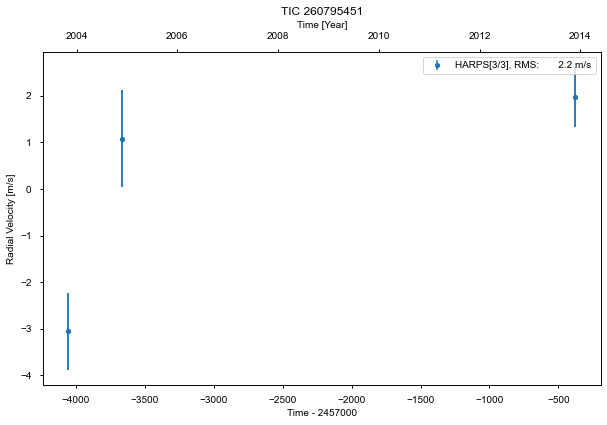 TIC 260795451
Time [Year]
2004 2006 2008 2010 2012 2014
HARPS[3/3], RMS: 2.2 m/s
Radial Velocity [m/s]
2
1
0
−1
−2
−3
−4
−4000 −3500 −3000 −2500 −2000 −1500 −1000 −500
Time - 2457000